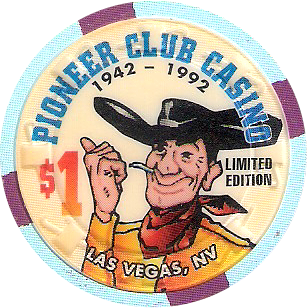 PIONEER CLUB CASINO
1942 - 1992
LIMITED
EDITION
$1
LAS VEGAS, NV